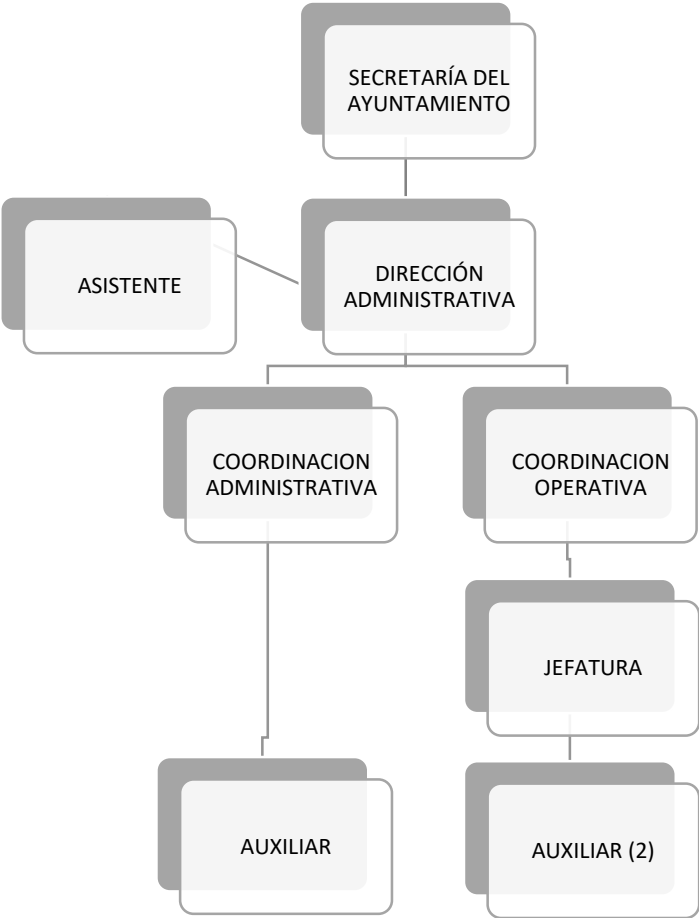 SECRETARÍA DEL
AYUNTAMIENTO
ASISTENTE
DIRECCIÓN
ADMINISTRATIVA
COORDINACION
ADMINISTRATIVA
COORDINACION
OPERATIVA
JEFATURA
AUXILIAR
AUXILIAR (2)